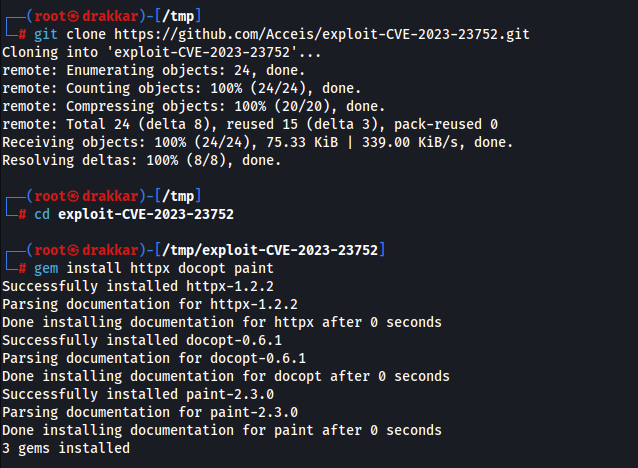 ┌──(root㉿drakkar)-[/tmp]
└─# git clone https://github.com/Acceis/exploit-CVE-2023-23752.git
Cloning into 'exploit-CVE-2023-23752'...
remote: Enumerating objects: 24, done.
remote: Counting objects: 100% (24/24), done.
remote: Compressing objects: 100% (20/20), done.
remote: Total 24 (delta 8), reused 15 (delta 3), pack-reused 0
Receiving objects: 100% (24/24), 75.33 KiB | 339.00 KiB/s, done.
Resolving deltas: 100% (8/8), done.
┌──(root㉿drakkar)-[/tmp]
└─# cd exploit-CVE-2023-23752
┌──(root㉿drakkar)-[/tmp/exploit-CVE-2023-23752]
└─# gem install httpx docopt paint
Successfully installed httpx-1.2.2
Parsing documentation for httpx-1.2.2
Done installing documentation for httpx after 0 seconds
Successfully installed docopt-0.6.1
Parsing documentation for docopt-0.6.1
Done installing documentation for docopt after 0 seconds
Successfully installed paint-2.3.0
Parsing documentation for paint-2.3.0
Done installing documentation for paint after 0 seconds
3 gems installed